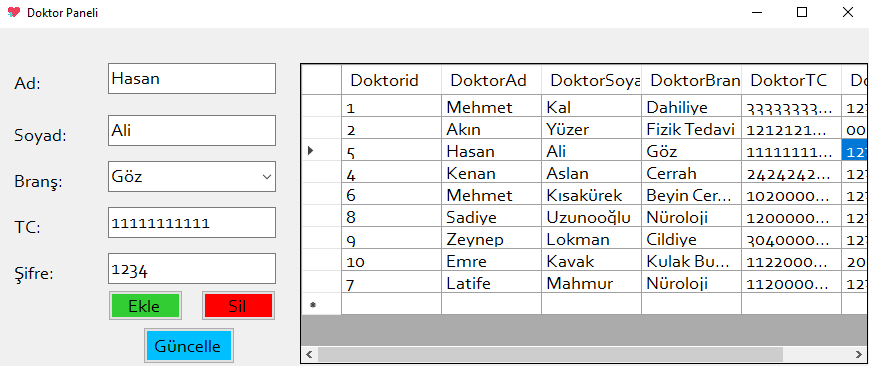 Doktor Paneli
Ad: Hasan
Soyad: Ali
Branş: Göz
TC: 11111111111
Şifre: 1234
Ekle Sil
Güncelle
Doktorid DoktorAd DoktorSoya DoktorBran DoktorTC Do
1 Mehmet Kal Dahiliye 33333333... 12
2 Akın Yüzer Fizik Tedavi 1212121... 00
5 Hasan Ali Göz 11111111... 12
4 Kenan Aslan Cerrah 2424242... 12
6 Mehmet Kısakürek Beyin Cer... 1020000... 12
8 Sadiye Uzunooğlu Nüroloji 1200000... 12
9 Zeynep Lokman Cildiye 3040000... 12
10 Emre Kavak Kulak Bu... 1122000... 20
7 Latife Mahmur Nüroloji 1120000... 12